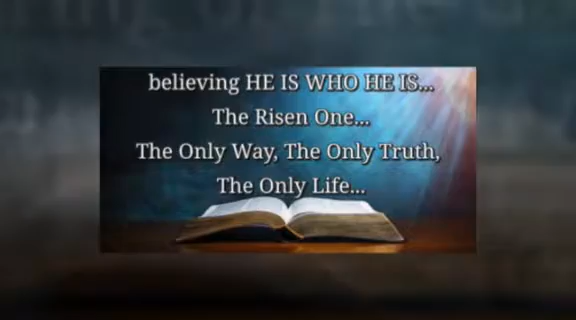 believing HE IS WHO HE IS...
The Risen One...
The Only Way, The Only Truth,
The Only Life...